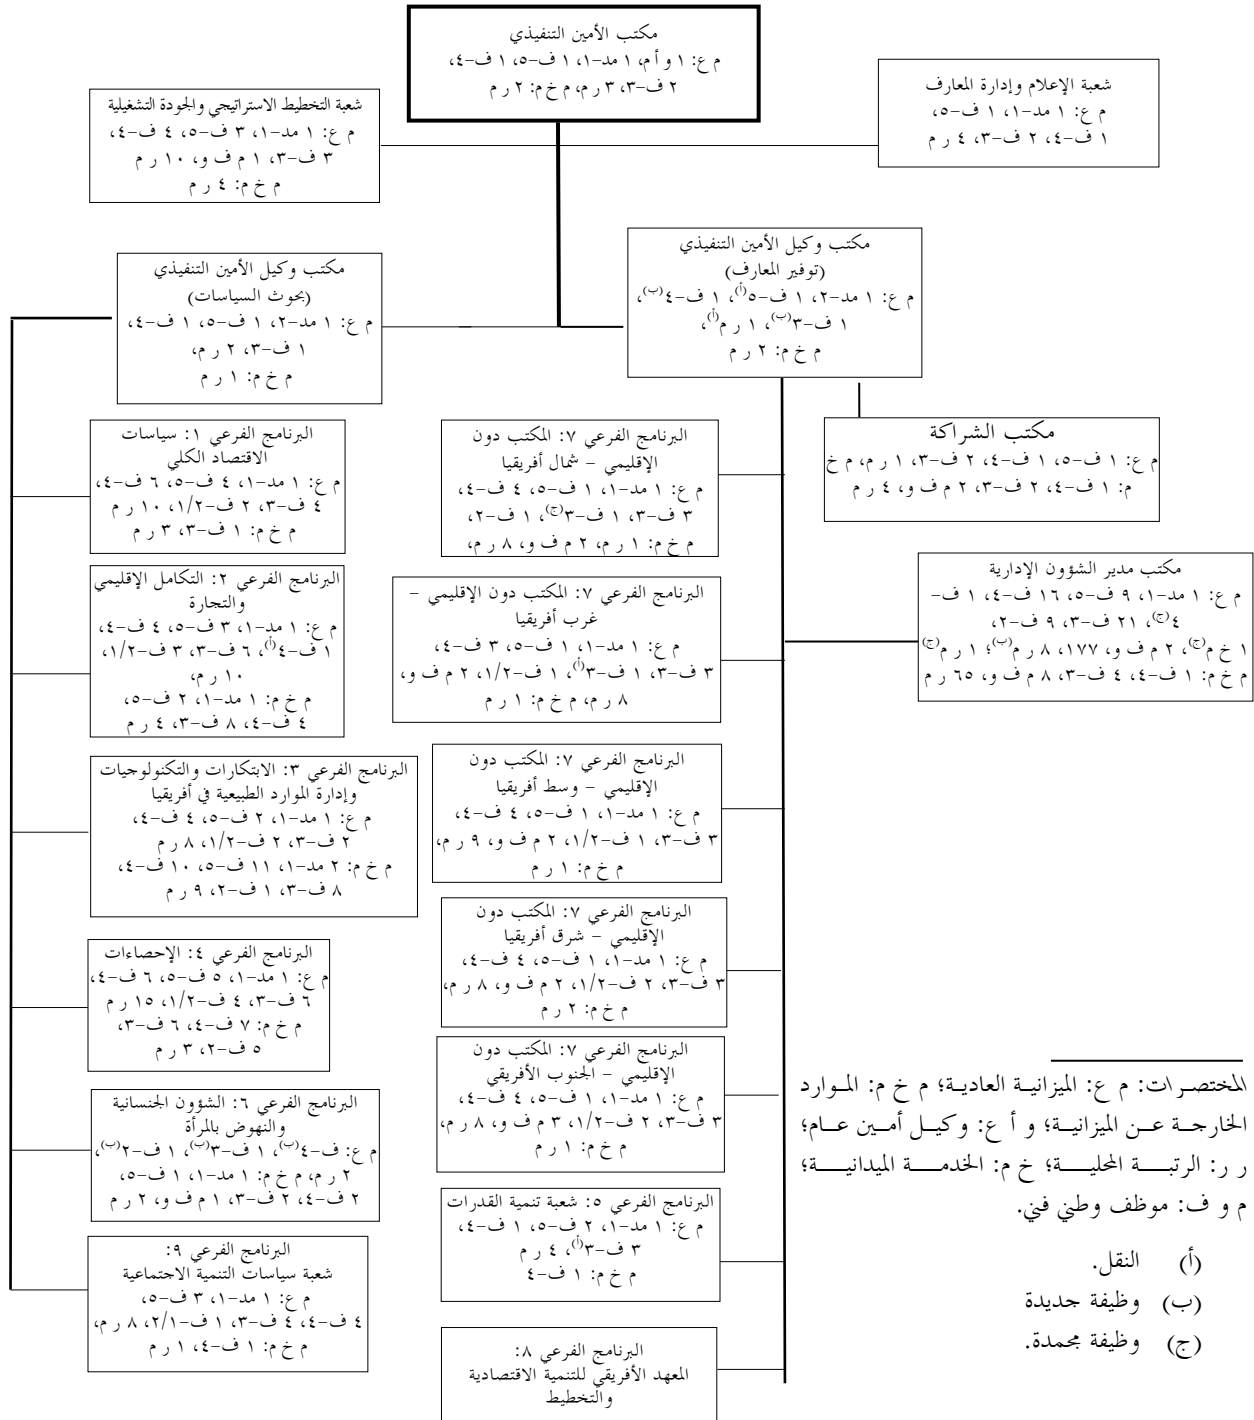 مكتب الأمين التنفيذي
م ع: ١ و أ م، ١ مد-١، ١ ف-٥، ١ ف-٤،
٢ ف-٣، ٣ ر م، م خ م: ٢ ر م
شعبة الإعلام وإدارة المعارف
م ع: ١ مد-١، ١ ف-٥،
١ ف-٤، ٢ ف-٣، ٤ ر م
شعبة التخطيط الاستراتيجي والجودة التشغيلية
م ع: ١ مد-١، ٣ ف-٥، ٤ ف-٤،
٣ ف-٣، ١ م ف و، ١٠ ر م
م خ م: ٤ ر م
مكتب وكيل الأمين التنفيذي
(توفير المعارف)
م ع: ١ مد-٢، ١ ف-٥(أ)، ١ ف-٤(ب)،
١ ف-٣(ب)، ١ ر م(أ)،
م خ م: ٢ ر م
مكتب وكيل الأمين التنفيذي
(بحوث السياسات)
م ع: ١ مد-٢، ١ ف-٥، ١ ف-٤،
١ ف-٣، ٢ ر م،
م خ م: ١ ر م
مكتب الشراكة
م ع: ١ ف-٥، ١ ف-٤، ٢ ف-٣، ١ ر م، م خ
م: ١ ف-٤، ٢ ف-٣، ٢ م ف و، ٤ ر م
مكتب مدير الشؤون الإدارية
م ع: ١ مد-١، ٩ ف-٥، ١٦ ف-٤، ١ ف-
٤(ج)، ٢١ ف-٣، ٩ ف-٢،
١ خ م(ج)، ٢ م ف و، ١٧٧، ٨ ر م(ب)؛ ١ ر م(ج)
م خ م: ١ ف-٤، ٤ ف-٣، ٨ م ف و، ٦٥ ر م
البرنامج الفرعي ٧: المكتب دون
الإقليمي - شمال أفريقيا
م ع: ١ مد-١، ١ ف-٥، ٤ ف-٤،
٣ ف-٣، ١ ف-٣(ج)، ١ ف-٢،
م خ م: ١ ر م، ٢ م ف و، ٨ ر م،
البرنامج الفرعي ٧: المكتب دون الإقليمي -
غرب أفريقيا
م ع: ١ مد-١، ١ ف-٥، ٣ ف-٤،
٣ ف-٣، ١ ف-٣(أ)، ١ ف-١/٢، ٢ م ف و،
٨ ر م، م خ م: ١ ر م
البرنامج الفرعي ٧: المكتب دون
الإقليمي - وسط أفريقيا
م ع: ١ مد-١، ١ ف-٥، ٤ ف-٤،
٣ ف-٣، ١ ف-١/٢، ٢ م ف و، ٩ ر م،
م خ م: ١ ر م
البرنامج الفرعي ٧: المكتب دون
الإقليمي - شرق أفريقيا
م ع: ١ مد-١، ١ ف-٥، ٤ ف-٤،
٣ ف-٣، ٢ ف-١/٢، ٢ م ف و، ٨ ر م،
م خ م: ٢ ر م
البرنامج الفرعي ٧: المكتب دون
الإقليمي - الجنوب الأفريقي
م ع: ١ مد-١، ١ ف-٥، ٤ ف-٤،
٣ ف-٣، ٢ ف-١/٢، ٣ م ف و، ٨ ر م،
م خ م: ١ ر م
البرنامج الفرعي ٥: شعبة تنمية القدرات
م ع: ١ مد-١، ٢ ف-٥، ١ ف-٤،
٣ ف-٣(أ)، ٤ ر م
م خ م: ١ ف-٤
البرنامج الفرعي ٨:
المعهد الأفريقي للتنمية الاقتصادية
والتخطيط
البرنامج الفرعي ١: سياسات
الاقتصاد الكلي
م ع: ١ مد-١، ٤ ف-٥، ٦ ف-٤،
٤ ف-٣، ٢ ف-١/٢، ١٠ ر م
م خ م: ١ ف-٣، ٣ ر م
البرنامج الفرعي ٢: التكامل الإقليمي
والتجارة
م ع: ١ مد-١، ٣ ف-٥، ٤ ف-٤،
١ ف-٤(أ)، ٦ ف-٣، ٣ ف-١/٢،
١٠ ر م،
م خ م: ١ مد-١، ٢ ف-٥،
٤ ف-٤، ٨ ف-٣، ٤ ر م
البرنامج الفرعي ٣: الابتكارات والتكنولوجيات
وإدارة الموارد الطبيعية في أفريقيا
م ع: ١ مد-١، ٢ ف-٥، ٤ ف-٤،
٢ ف-٣، ٢ ف-١/٢، ٨ ر م
م خ م: ٢ مد-١، ١١ ف-٥، ١٠ ف-٤،
٨ ف-٣، ١ ف-٢، ٩ ر م
البرنامج الفرعي ٤: الإحصاءات
م ع: ١ مد-١، ٥ ف-٥، ٦ ف-٤،
٦ ف-٣، ٤ ف-١/٢، ١٥ ر م
م خ م: ٧ ف-٤، ٦ ف-٣،
٥ ف-٢، ٣ ر م
البرنامج الفرعي ٦: الشؤون الجنسانية
والنهوض بالمرأة
م ع: ف-٤(ب)، ١ ف-٣(ب)، ١ ف-٢(ب)،
٢ ر م، م خ م: ١ مد-١، ١ ف-٥،
٢ ف-٤، ٢ ف-٣، ١ م ف و، ٢ ر م
البرنامج الفرعي ٩:
شعبة سياسات التنمية الاجتماعية
م ع: ١ مد-١، ٣ ف-٥،
٤ ف-٤، ٤ ف-٣، ١ ف-٢/١، ٨ ر م،
م خ م: ١ ف-٤، ١ ر م
المختصرات: م ع: الميزانية العادية؛ م خ م: الموارد
الخارجة عن الميزانية؛ و أ ع: وكيل أمين عام؛
ر ر: الرتبة المحلية؛ خ م: الخدمة الميدانية؛
م و ف: موظف وطني فني.
(أ) النقل.
(ب) وظيفة جديدة
(ج) وظيفة مجمدة.